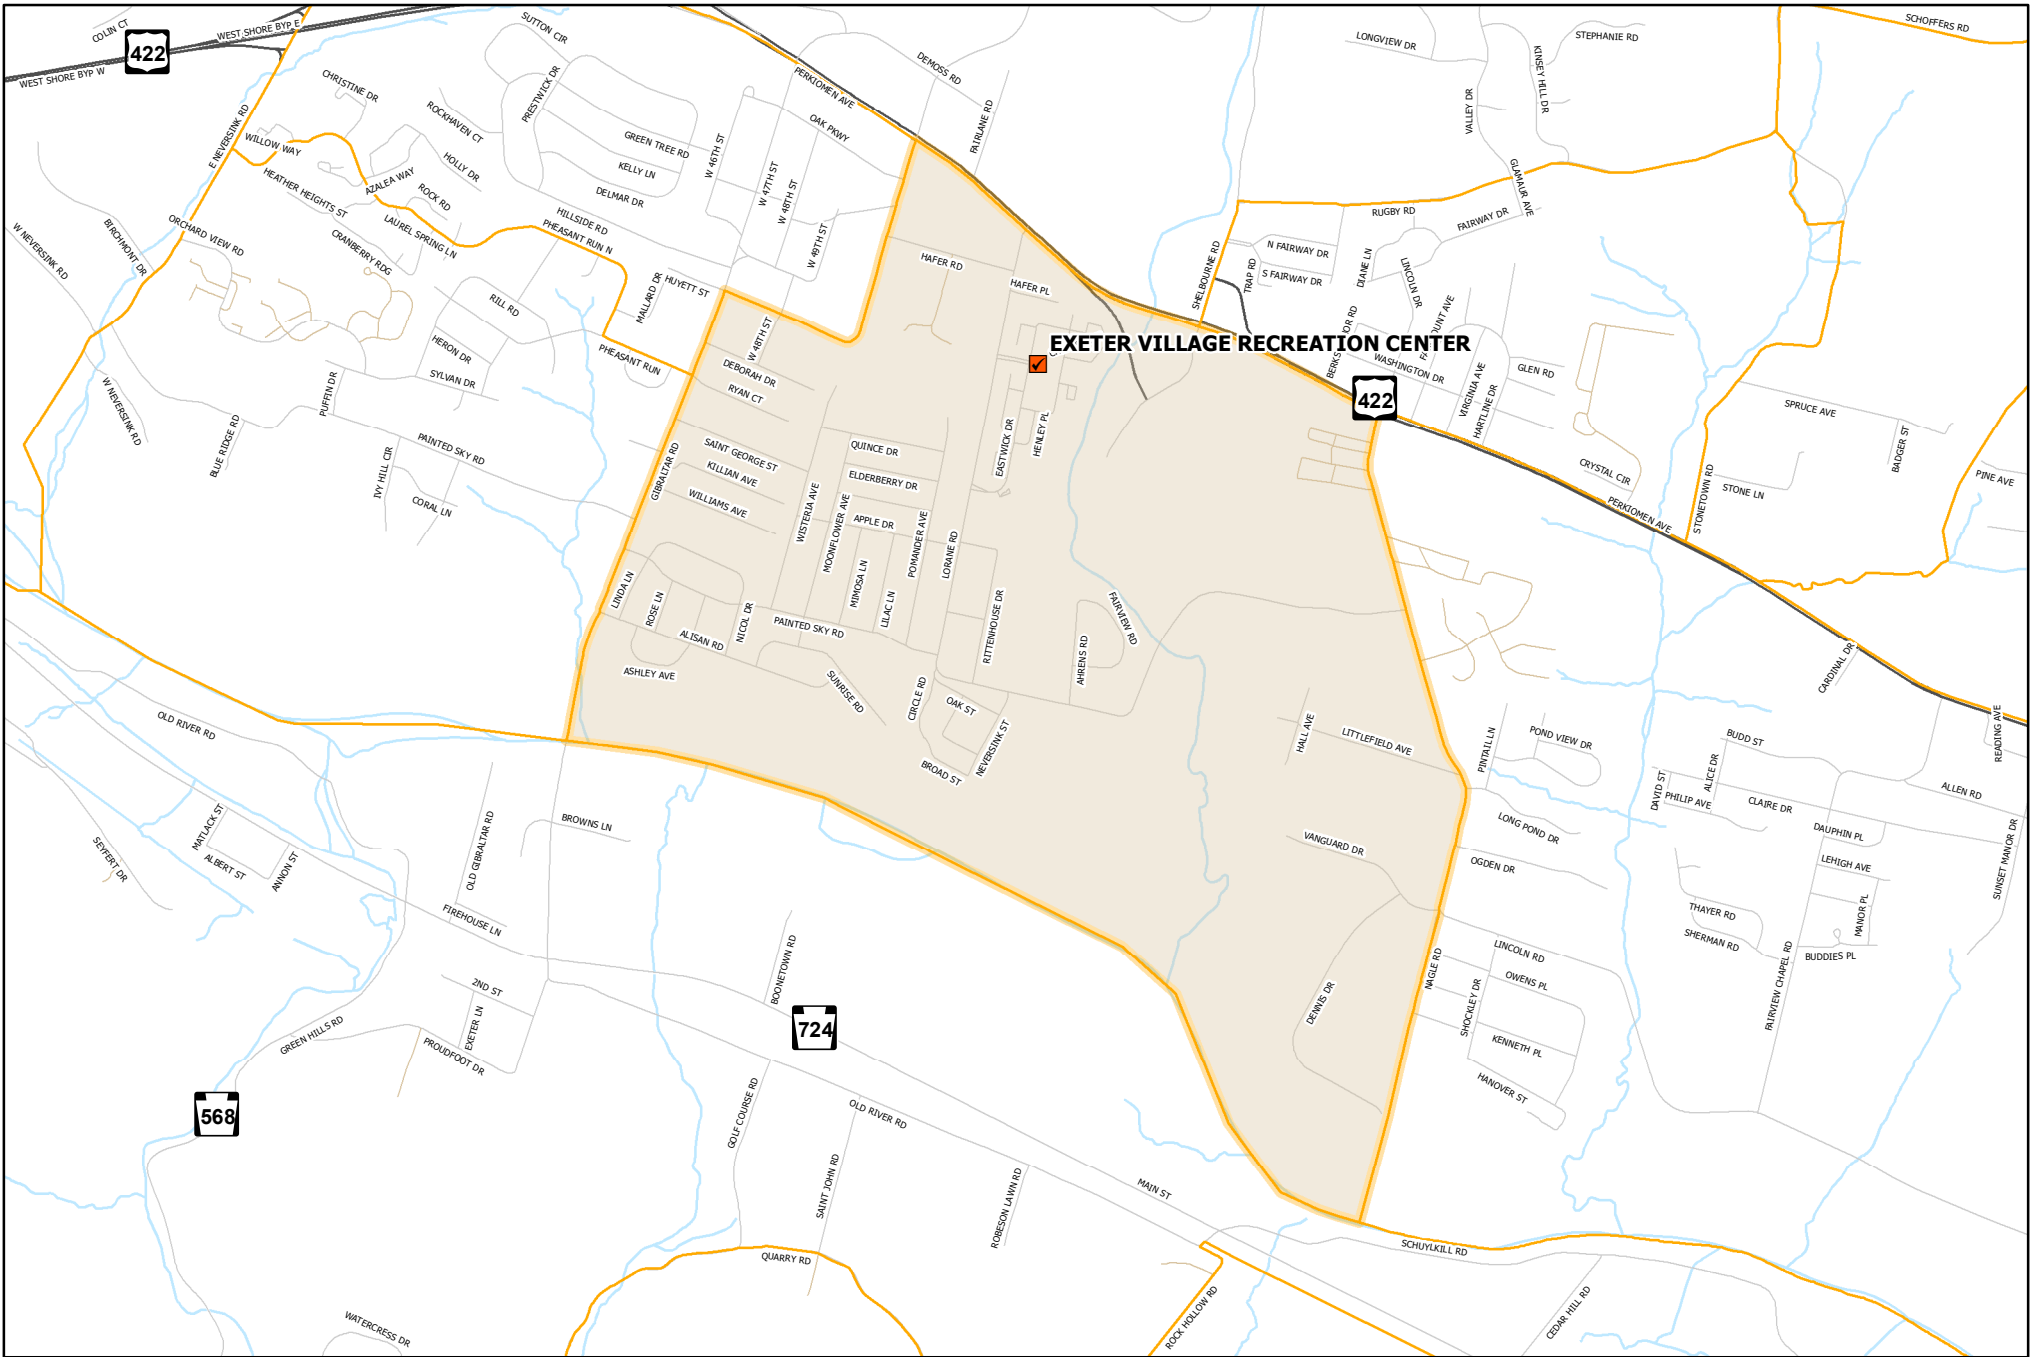 COLIN CT
WEST SHORE BYP E
422
WEST SHORE BYP W
SUTTON CIR
CHRISTINE DR
PRESTWICK DR
ROCKHAVEN CT
E NEVERSINK RD
WILLOW WAY
HOLLY DR
GREEN TREE RD
KELLY LN
DELMAR DR
W 46TH ST
W 47TH ST
W 48TH ST
W 49TH ST
OAK PKWY
PERKIOMEN AVE
DEMOSS RD
FAIRLANE RD
LONGVIEW DR
STEPHANIE RD
KINSEY HILL DR
VALLEY DR
SCHOFFERS RD
GLAMAUR AVE
HEATHER HEIGHTS ST
AZALEA WAY
ROCK RD
LAUREL SPRING LN
CRANBERRY RDG
ORCHARD VIEW RD
BIRCHMONT DR
W NEVERSINK RD
HILLSIDE RD
PHEASANT RUN N
HUYETT ST
MALLARD DR
RILL RD
HERON DR
SYLVAN DR
PUFFIN DR
PHEASANT RUN
W NEVERSINK RD
BLUE RIDGE RD
PAINTED SKY RD
IVY HILL CIR
CORAL LN
HAFER RD
HAFER PL
W 48TH ST
DEBORAH DR
RYAN CT
SHELBOURNE RD
TRAP RD
N FAIRWAY DR
S FAIRWAY DR
DIANE LN
RUGBY RD
FAIRWAY DR
LINCOLN DR
EXETER VILLAGE RECREATION CENTER
WASHINGTON DR
VIRGINIA AVE
HARTLINE DR
GLEN RD
422
SPRUCE AVE
BADGER ST
PINE AVE
CRYSTAL CIR
STONE LN
STONETOWN RD
PERKIOMEN AVE
GIBRALTAR RD
SAINT GEORGE ST
KILLIAN AVE
WILLIAMS AVE
WISTERIA AVE
QUINCE DR
ELDERBERRY DR
MOONFLOWER AVE
APPLE DR
POMANDER AVE
MIMOSA LN
LILAC LN
LORANE RD
EASTWICK DR
HENLEY PL
RITTENHOUSE DR
AHRENS RD
FAIRVIEW RD
LINDA LN
ROSE LN
NICOL DR
ALISAN RD
PAINTED SKY RD
ASHLEY AVE
SUNRISE RD
CIRCLE RD
OAK ST
NEVERSINK ST
BROAD ST
HALL AVE
LITTLEFIELD AVE
PINTAIL LN
POND VIEW DR
CARDINAL DR
READING AVE
BUDD ST
ALICE DR
DAVID ST
PHILIP AVE
CLAIRE DR
ALLEN RD
DAUPHIN PL
LEHIGH AVE
SUNSET MANOR DR
MANOR PL
THAYER RD
SHERMAN RD
BUDDIES PL
FAIRVIEW CHAPEL RD
VANGUARD DR
LONG POND DR
OGDEN DR
LINCOLN RD
OWENS PL
NAGLE RD
SHOCKLEY DR
KENNETH PL
HANOVER ST
DENNIS DR
OLD RIVER RD
MATLACK ST
ALBERT ST
ANNON ST
SEYFERT DR
OLD GIBRALTAR RD
BROWNS LN
FIREHOUSE LN
2ND ST
EXETER LN
PROUDFOOT DR
GREEN HILLS RD
568
BOONETOWN RD
724
GOLF COURSE RD
OLD RIVER RD
SAINT JOHN RD
ROBESON LAWN RD
MAIN ST
QUARRY RD
WATERCRESS DR
ROCK HOLLOW RD
SCHUYLKILL RD
CEDAR HILL RD